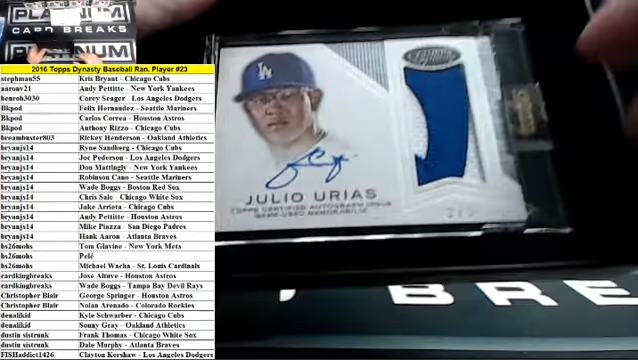 PLATINUM
CARD BREAKS
PLATINUM
2016 Topps Dynasty Baseball Ran. Player #23
stephman55 Kris Bryant - Chicago Cubs
aaronv21 Andy Pettitte - New York Yankees
benroh3030 Corey Seager - Los Angeles Dodgers
Bkpod Felix Hernandez - Seattle Mariners
Bkpod Carlos Correa - Houston Astros
Bkpod Anthony Rizzo - Chicago Cubs
breambuster803 Rickey Henderson - Oakland Athletics
bryanjs14 Ryne Sandberg - Chicago Cubs
bryanjs14 Joc Pederson - Los Angeles Dodgers
bryanjs14 Don Mattingly - New York Yankees
bryanjs14 Robinson Cano - Seattle Mariners
bryanjs14 Wade Boggs - Boston Red Sox
bryanjs14 Chris Sale - Chicago White Sox
bryanjs14 Jake Arrieta - Chicago Cubs
bryanjs14 Andy Pettitte - Houston Astros
bryanjs14 Mike Piazza - San Diego Padres
bryanjs14 Hank Aaron - Atlanta Braves
bs26mohs Tom Glavine - New York Mets
bs26mohs Pelé
bs26mohs Michael Wacha - St. Louis Cardinals
cardkingbreaks Jose Altuve - Houston Astros
cardkingbreaks Wade Boggs - Tampa Bay Devil Rays
Christopher Blair George Springer - Houston Astros
Christopher Blair Nolan Arenado - Colorado Rockies
denalikid Kyle Schwarber - Chicago Cubs
denalikid Sonny Gray - Oakland Athletics
dustin sistrunk Frank Thomas - Chicago White Sox
dustin sistrunk Dale Murphy - Atlanta Braves
FISHaddict1426 Clayton Kershaw - Los Angeles Dodgers
LA
JULIO URIAS
TOPPS CERTIFIED AUTOGRAPH ISSUE
GAME-USED MEMORABILIA
BRE